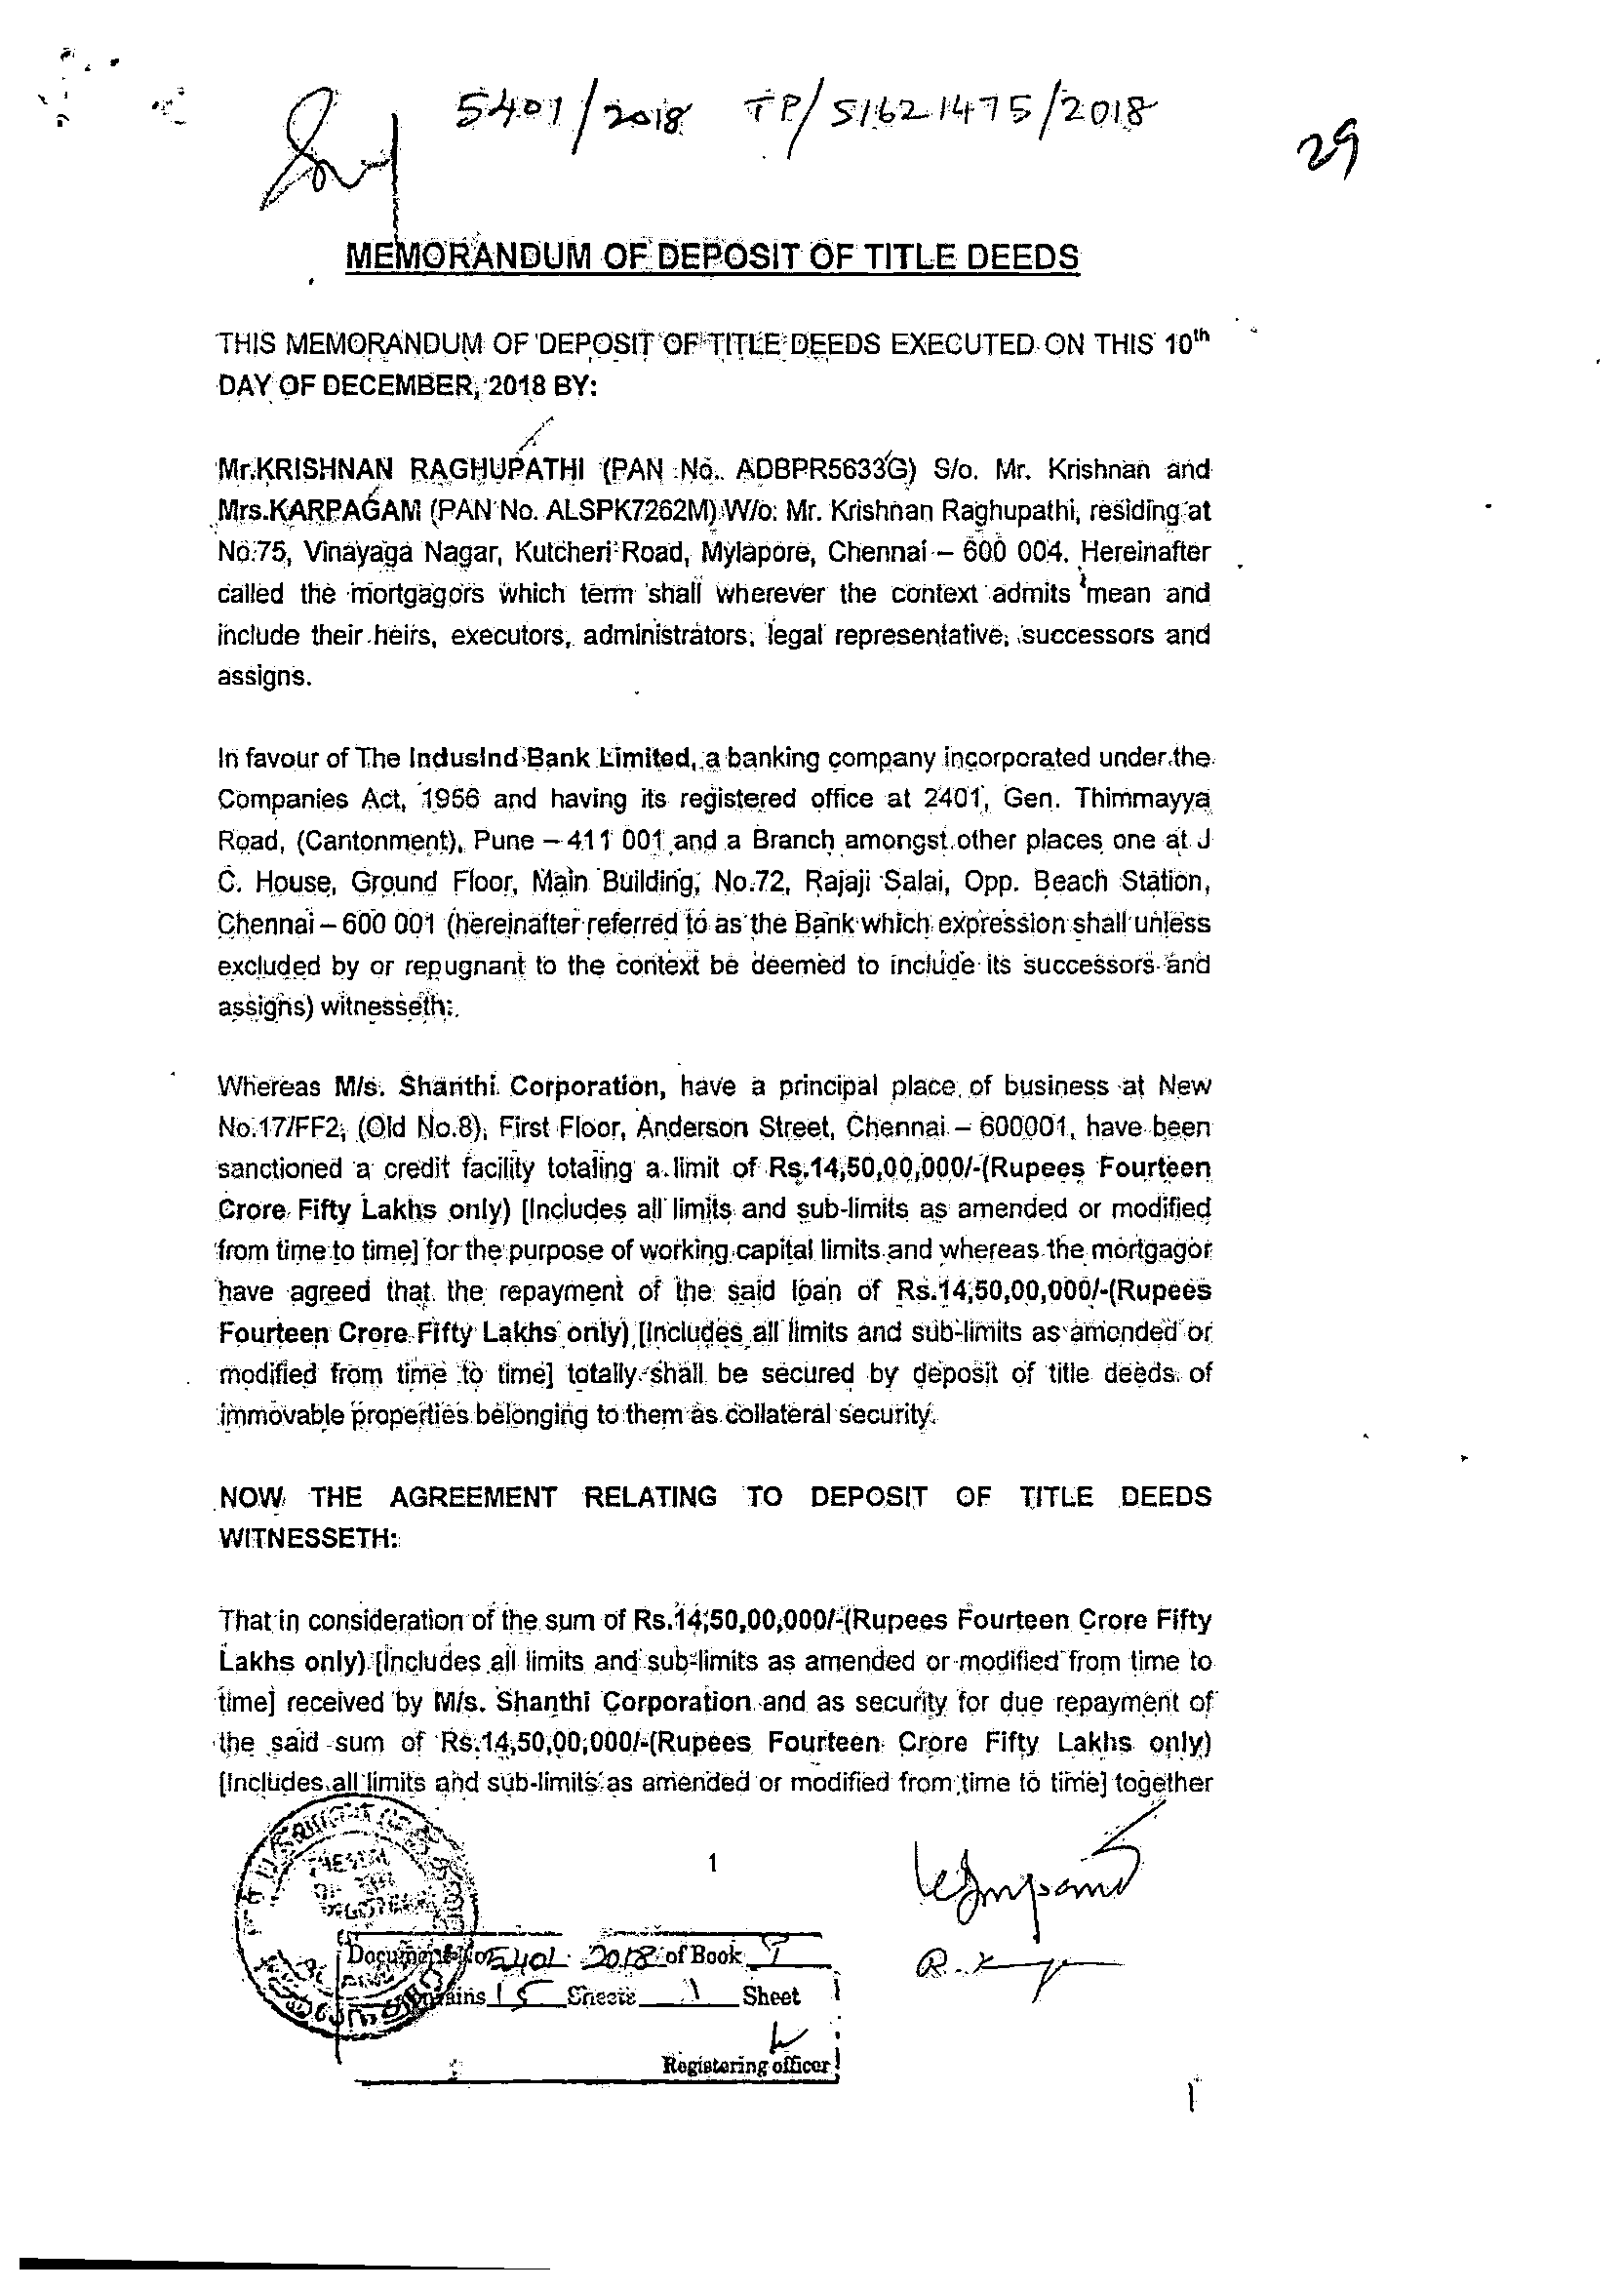 5401/2018 TP/51621475/2018
29
MEMORANDUM OF DEPOSIT OF TITLE DEEDS
THIS MEMORANDUM OF DEPOSIT OF TITLE DEEDS EXECUTED ON THIS 10th
DAY OF DECEMBER, 2018 BY:
Mr.KRISHNAN RAGHUPATHI (PAN No. ADBPR5633G) S/o. Mr. Krishnan and
Mrs.KARPAGAM (PAN No. ALSPK7262M) W/o: Mr. Krishnan Raghupathi, residing at
No.75, Vinayaga Nagar, Kutcheri Road, Mylapore, Chennai – 600 004. Hereinafter
called the mortgagors which term shall wherever the context admits mean and
include their heirs, executors, administrators, legal representative, successors and
assigns.
In favour of The IndusInd Bank Limited, a banking company incorporated under the
Companies Act, 1956 and having its registered office at 2401, Gen. Thimmayya
Road, (Cantonment), Pune – 411 001 and a Branch amongst other places one at J
C. House, Ground Floor, Main Building, No.72, Rajaji Salai, Opp. Beach Station,
Chennai – 600 001 (hereinafter referred to as the Bank which expression shall unless
excluded by or repugnant to the context be deemed to include its successors and
assigns) witnesseth:
Whereas M/s. Shanthi Corporation, have a principal place of business at New
No.17/FF2, (Old No.8), First Floor, Anderson Street, Chennai – 600001, have been
sanctioned a credit facility totaling a limit of Rs.14,50,00,000/-(Rupees Fourteen
Crore Fifty Lakhs only) [Includes all limits and sub-limits as amended or modified
from time to time] for the purpose of working capital limits and whereas the mortgagor
have agreed that the repayment of the said loan of Rs.14,50,00,000/-(Rupees
Fourteen Crore Fifty Lakhs only) [Includes all limits and sub-limits as amended or
modified from time to time] totally shall be secured by deposit of title deeds of
immovable properties belonging to them as collateral security.
NOW THE AGREEMENT RELATING TO DEPOSIT OF TITLE DEEDS
WITNESSETH:
That in consideration of the sum of Rs.14,50,00,000/-(Rupees Fourteen Crore Fifty
Lakhs only) [Includes all limits and sub-limits as amended or modified from time to
time] received by M/s. Shanthi Corporation and as security for due repayment of
the said sum of Rs.14,50,00,000/-(Rupees Fourteen Crore Fifty Lakhs only)
[Includes all limits and sub-limits as amended or modified from time to time] together
1
Document No 5401 2018 of Book I
Contains 15 Sheets 1 Sheet
Registering officer
1